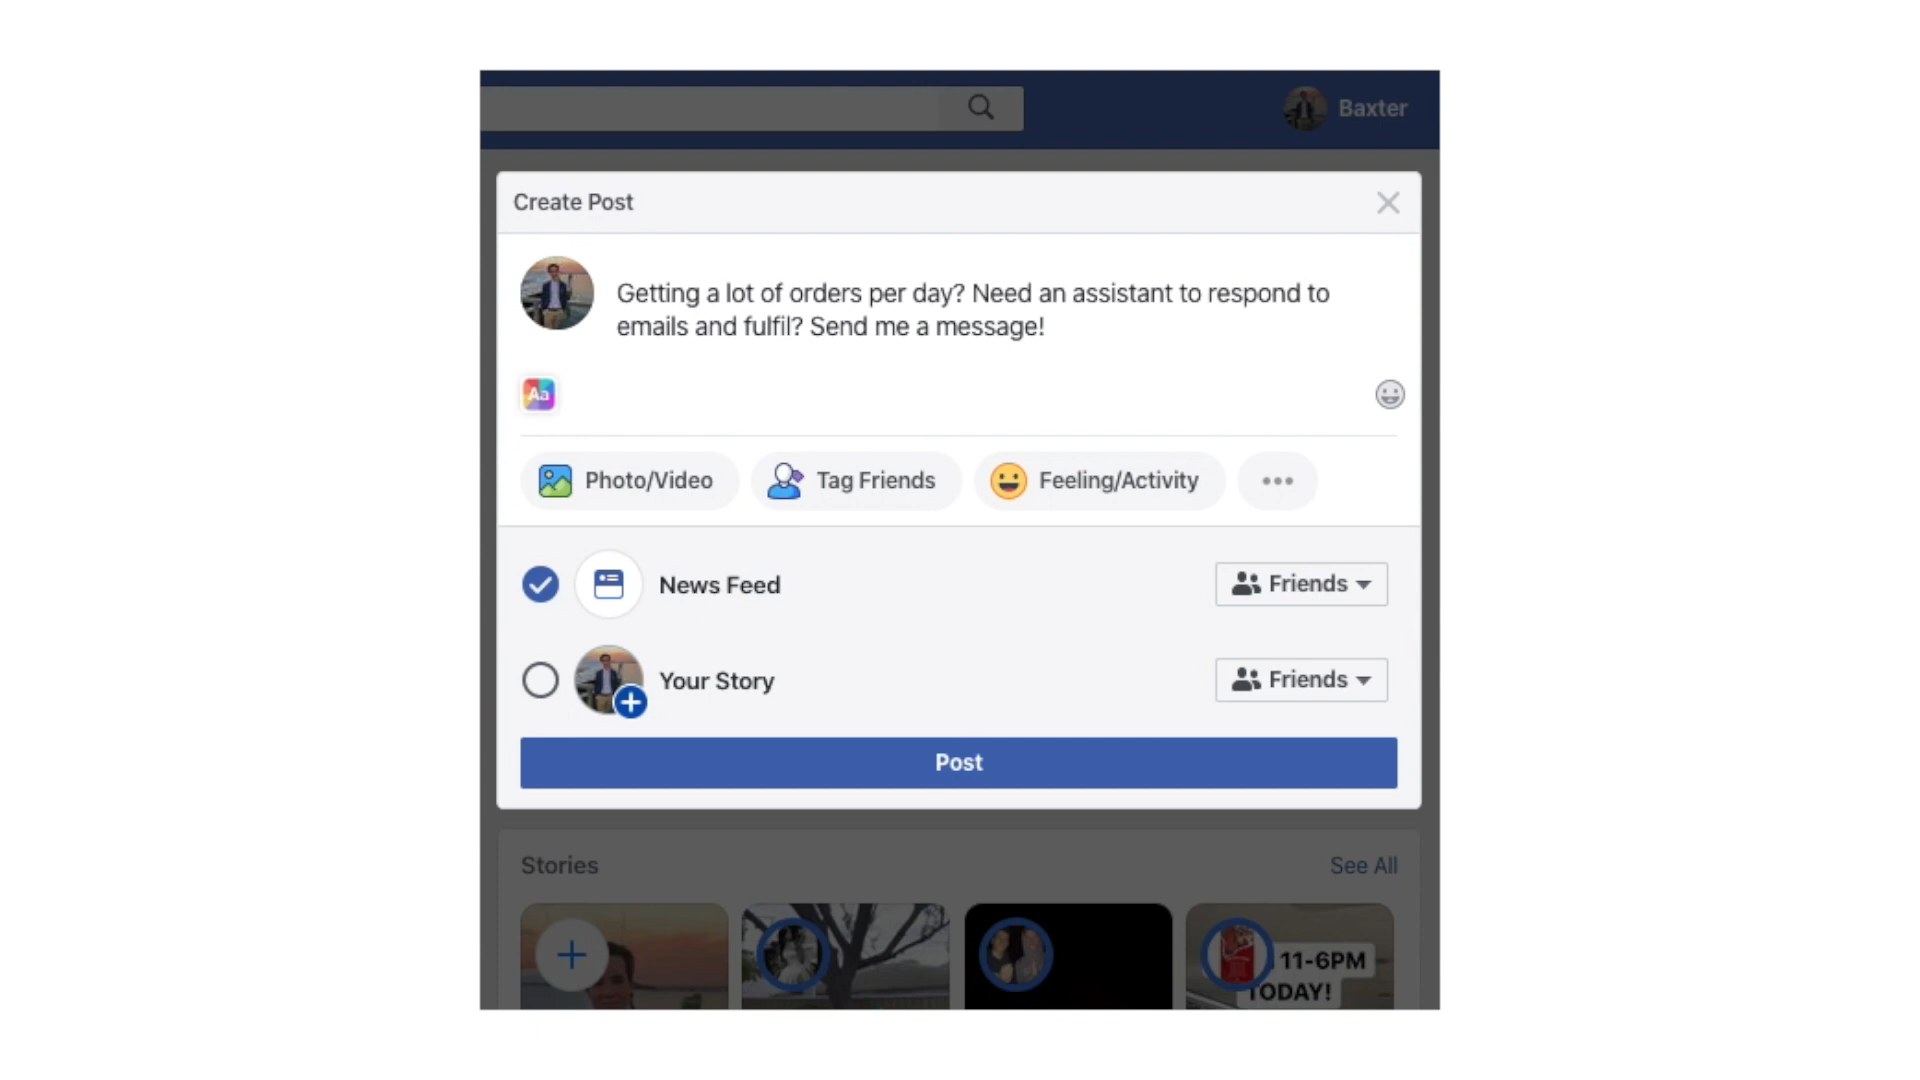 Baxter
Create Post
Getting a lot of orders per day? Need an assistant to respond to
emails and fulfil? Send me a message!
Aa
Photo/Video
Tag Friends
Feeling/Activity
News Feed
Friends
Your Story
Friends
Post
Stories
See All
11-6PM
TODAY!